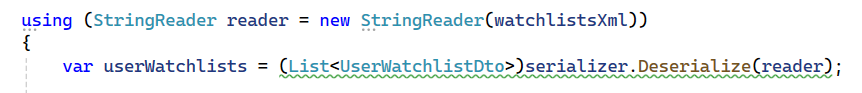 using (StringReader reader = new StringReader(watchlistsXml))
{
var userWatchlists = (List<UserWatchlistDto>)serializer.Deserialize(reader);